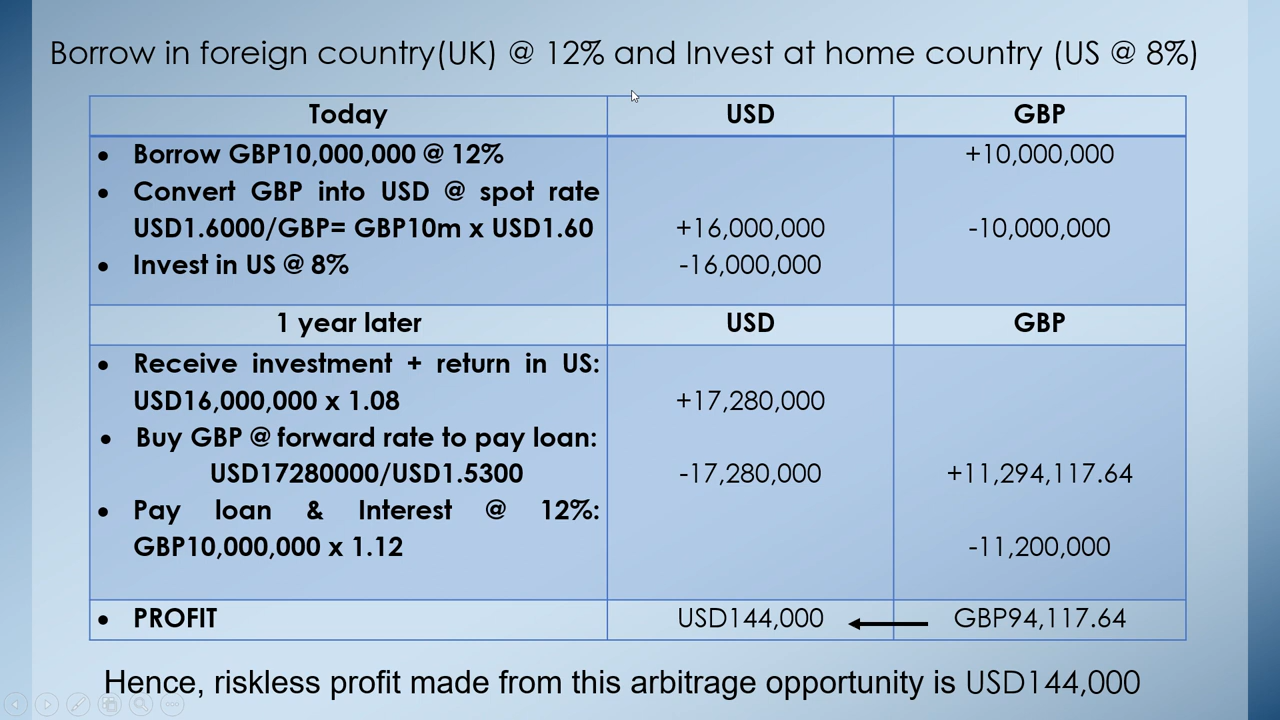 Borrow in foreign country(UK) @ 12% and Invest at home country (US @ 8%)
Today USD GBP
• Borrow GBP10,000,000 @ 12% +10,000,000
• Convert GBP into USD @ spot rate
USD1.6000/GBP= GBP10m x USD1.60 +16,000,000 -10,000,000
• Invest in US @ 8% -16,000,000
1 year later USD GBP
• Receive investment + return in US:
USD16,000,000 x 1.08 +17,280,000
• Buy GBP @ forward rate to pay loan:
USD17280000/USD1.5300 -17,280,000 +11,294,117.64
• Pay loan & Interest @ 12%:
GBP10,000,000 x 1.12 -11,200,000
• PROFIT USD144,000 GBP94,117.64
Hence, riskless profit made from this arbitrage opportunity is USD144,000